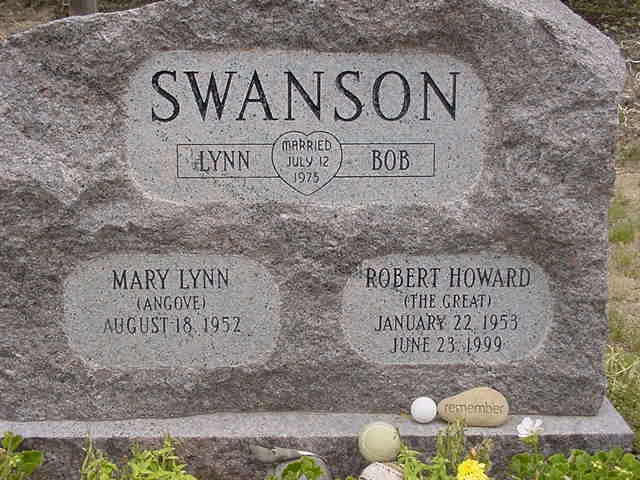 SWANSON
LYNN
MARRIED
JULY 12
1975
BOB
MARY LYNN
(ANGOVE)
AUGUST 18, 1952
ROBERT HOWARD
(THE GREAT)
JANUARY 22, 1953
JUNE 23, 1999
remember